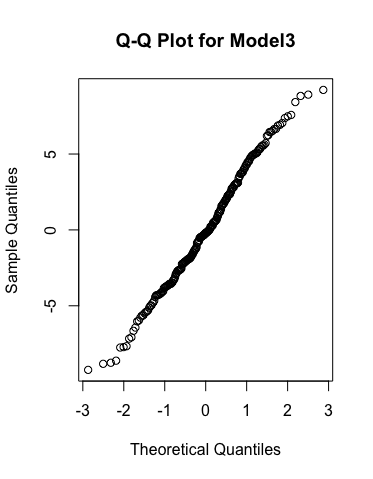 Q-Q Plot for Model3
Sample Quantiles
5
0
-5
-3 -2 -1 0 1 2 3
Theoretical Quantiles